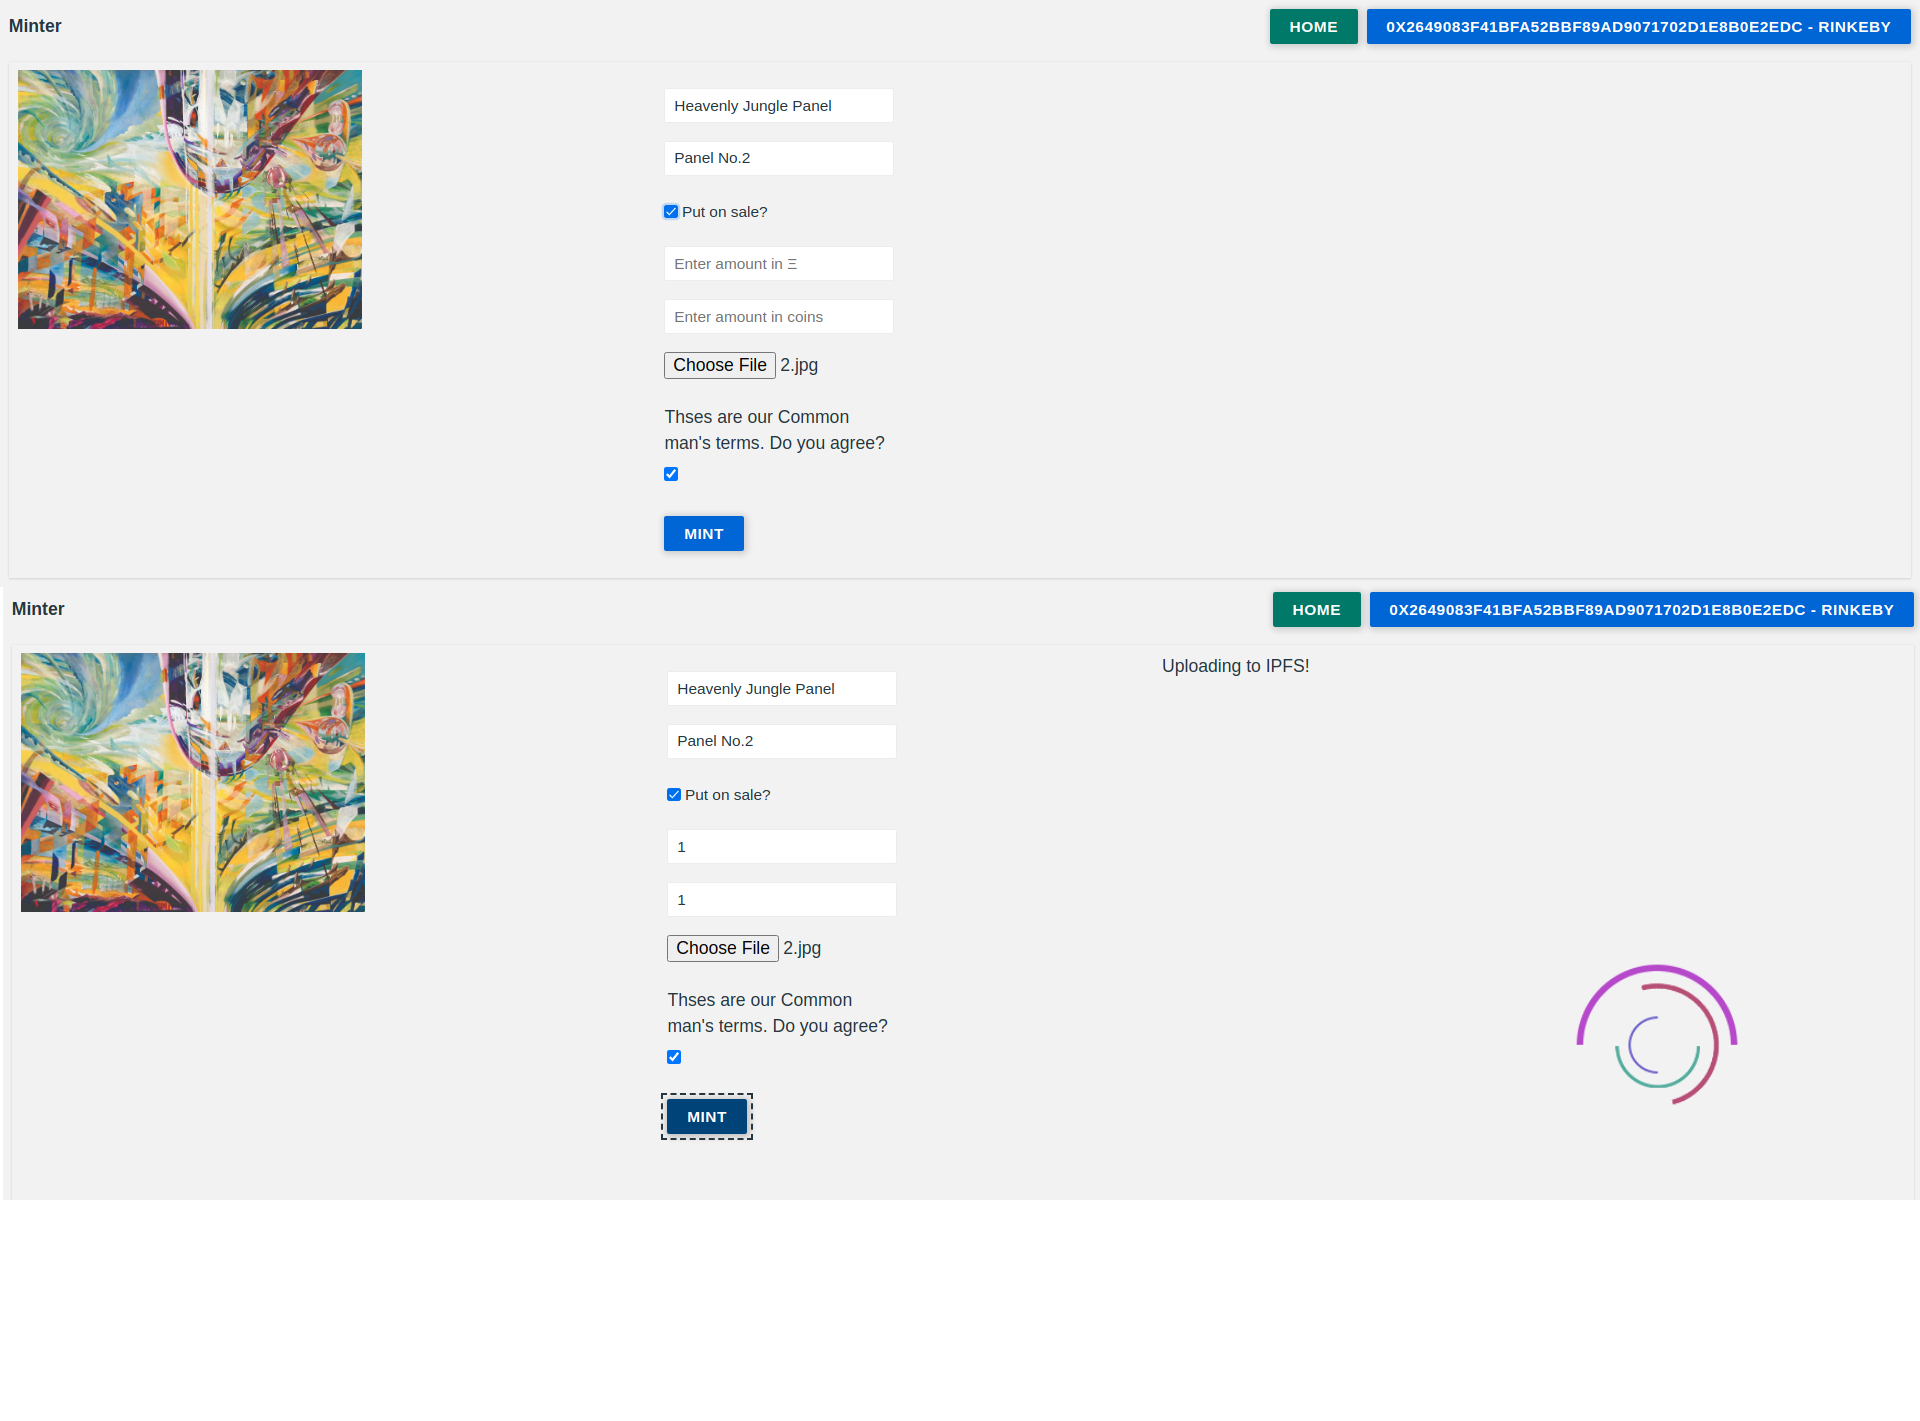 Minter
HOME
0X2649083F41BFA52BBF89AD9071702D1E8B0E2EDC - RINKEBY
Heavenly Jungle Panel
Panel No.2
Put on sale?
Enter amount in Ξ
Enter amount in coins
Choose File 2.jpg
Thses are our Common
man's terms. Do you agree?
MINT
Minter
HOME
0X2649083F41BFA52BBF89AD9071702D1E8B0E2EDC - RINKEBY
Uploading to IPFS!
Heavenly Jungle Panel
Panel No.2
Put on sale?
1
1
Choose File 2.jpg
Thses are our Common
man's terms. Do you agree?
MINT